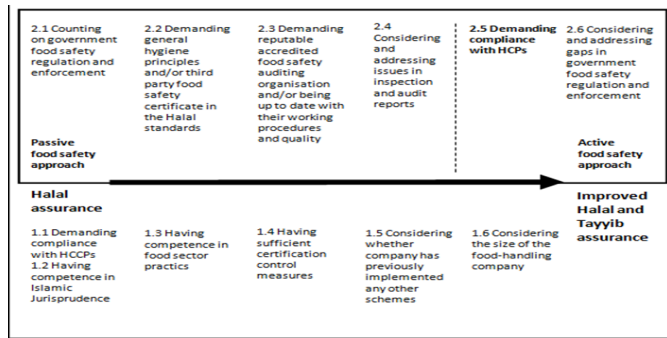 2.1 Counting
on government
food safety
regulation and
enforcement
Passive
food safety
approach
2.2 Demanding
general
hygiene
principles
and/or third
party food
safety
certificate in
the Halal
standards
2.3 Demanding
reputable
accredited
food safety
auditing
organisation
and/or being
up to date with
their working
procedures
and quality
2.4
Considering
and
addressing
issues in
inspection
and audit
reports
2.5 Demanding
compliance
with HCPs
2.6 Considering
and addressing
gaps in
government
food safety
regulation and
enforcement
Active
food safety
approach
Halal
assurance
Improved
Halal and
Tayyib
assurance
1.1 Demanding
compliance
with HCCPs
1.2 Having
competence in
Islamic
Jurisprudence
1.3 Having
competence in
food sector
practics
1.4 Having
sufficient
certification
control
measures
1.5 Considering
whether
company has
previously
implemented
any other
schemes
1.6 Considering
the size of the
food-handling
company